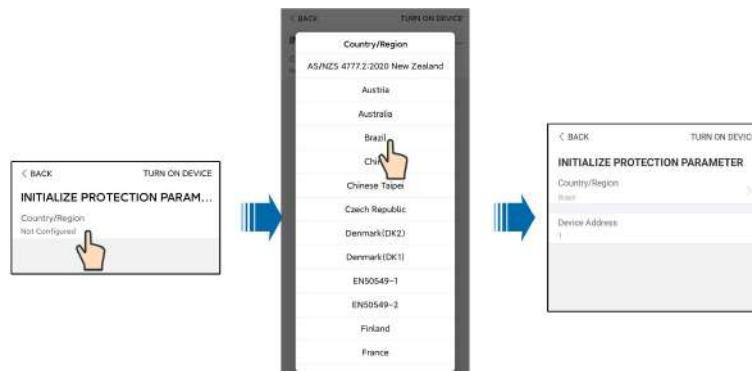 < BACK
TURN ON DEVICE
INITIALIZE PROTECTION PARAM...
Country/Region
Not Configured
< BACK
TURN ON DEVICE
Country/Region
AS/NZS 4777.2:2020 New Zealand
Austria
Australia
Brazil
Chinese Taipei
Czech Republic
Denmark(DK2)
Denmark(DK1)
EN50549-1
EN50549-2
Finland
France
< BACK
TURN ON DEVIC
INITIALIZE PROTECTION PARAMETER
Country/Region
Brazil
Device Address
1